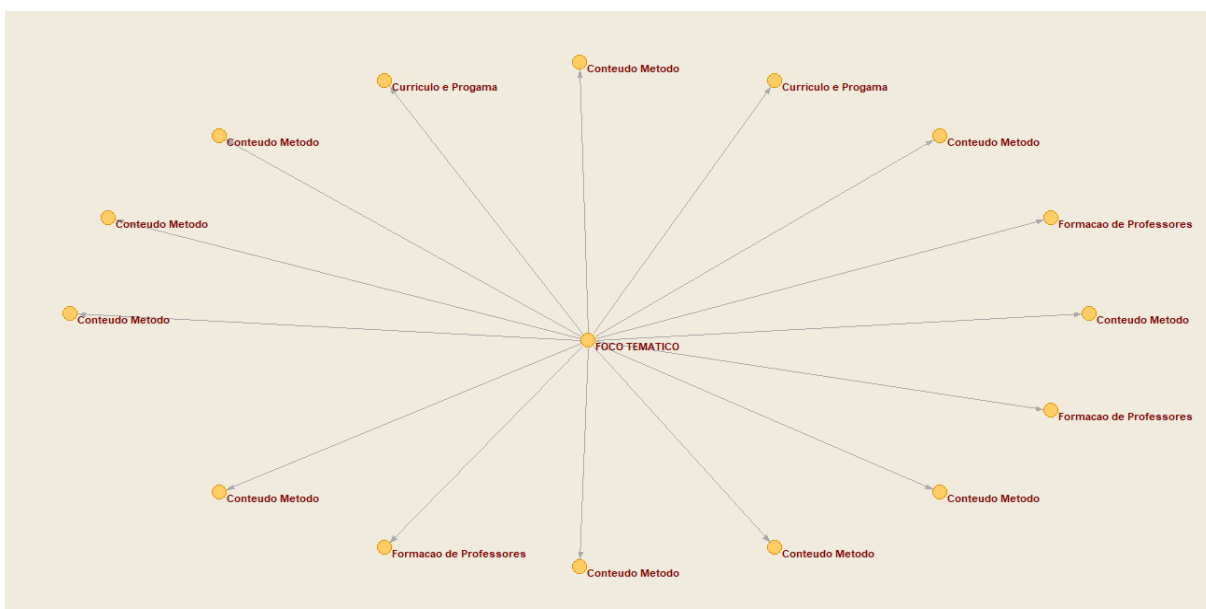 Conteudo Metodo
Curriculo e Progama
Curriculo e Progama
Conteudo Metodo
Conteudo Metodo
Conteudo Metodo
Formacão de Professores
Conteudo Metodo
Conteudo Metodo
FOCO TEMATICO
Formacao de Professores
Conteudo Metodo
Conteudo Metodo
Formacao de Professores
Conteudo Metodo
Conteudo Metodo